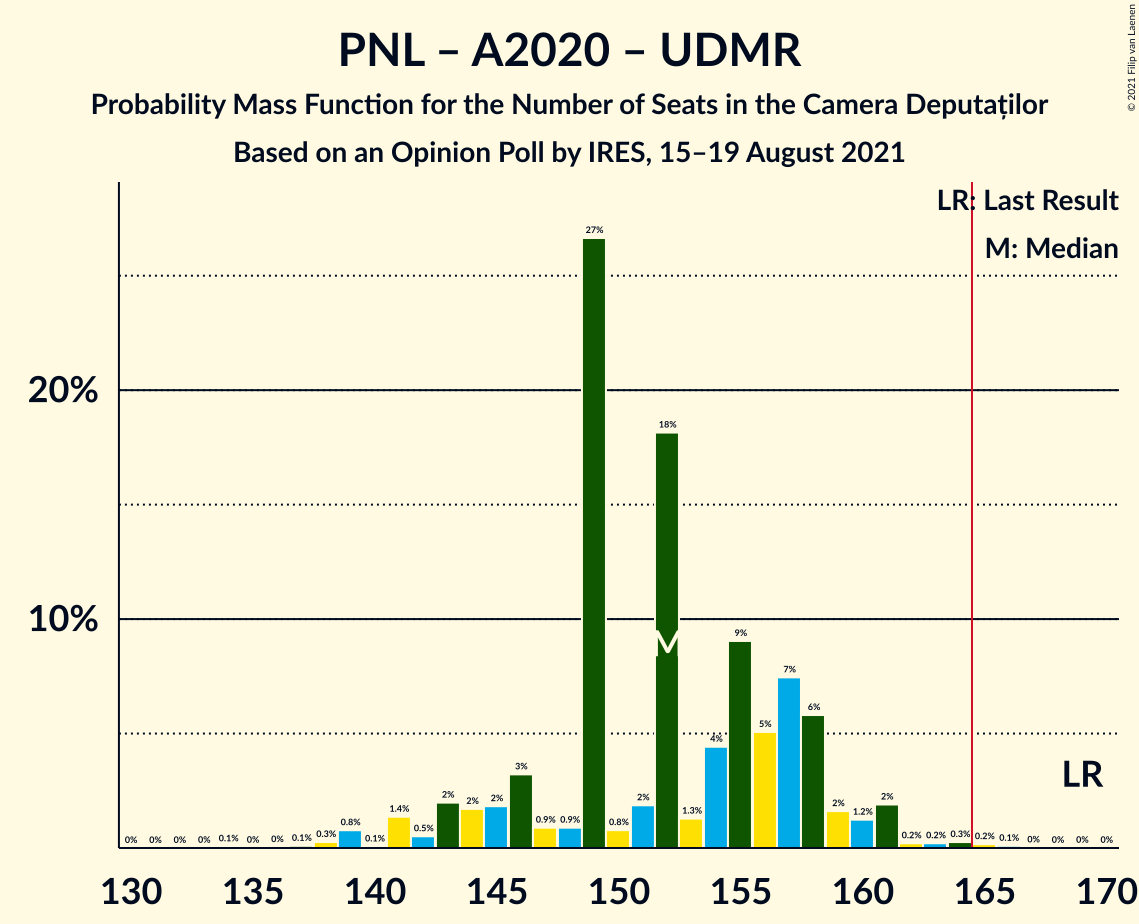 PNL – A2020 – UDMR
Probability Mass Function for the Number of Seats in the Camera Deputaților
Based on an Opinion Poll by IRES, 15–19 August 2021
© 2021 Filip van Laenen
LR: Last Result
M: Median
20%
10%
0% 0% 0% 0% 0.1% 0% 0% 0.1% 0.3% 0.8% 0.1% 1.4% 0.5% 2% 2% 2% 3% 0.9% 0.9% 27% 0.8% 2% 18% 1.3% 4% 9% 5% 7% 6% 2% 1.2% 2% 0.2% 0.2% 0.3% 0.2% 0.1% 0% 0% 0% 0%
M
LR
130 135 140 145 150 155 160 165 170